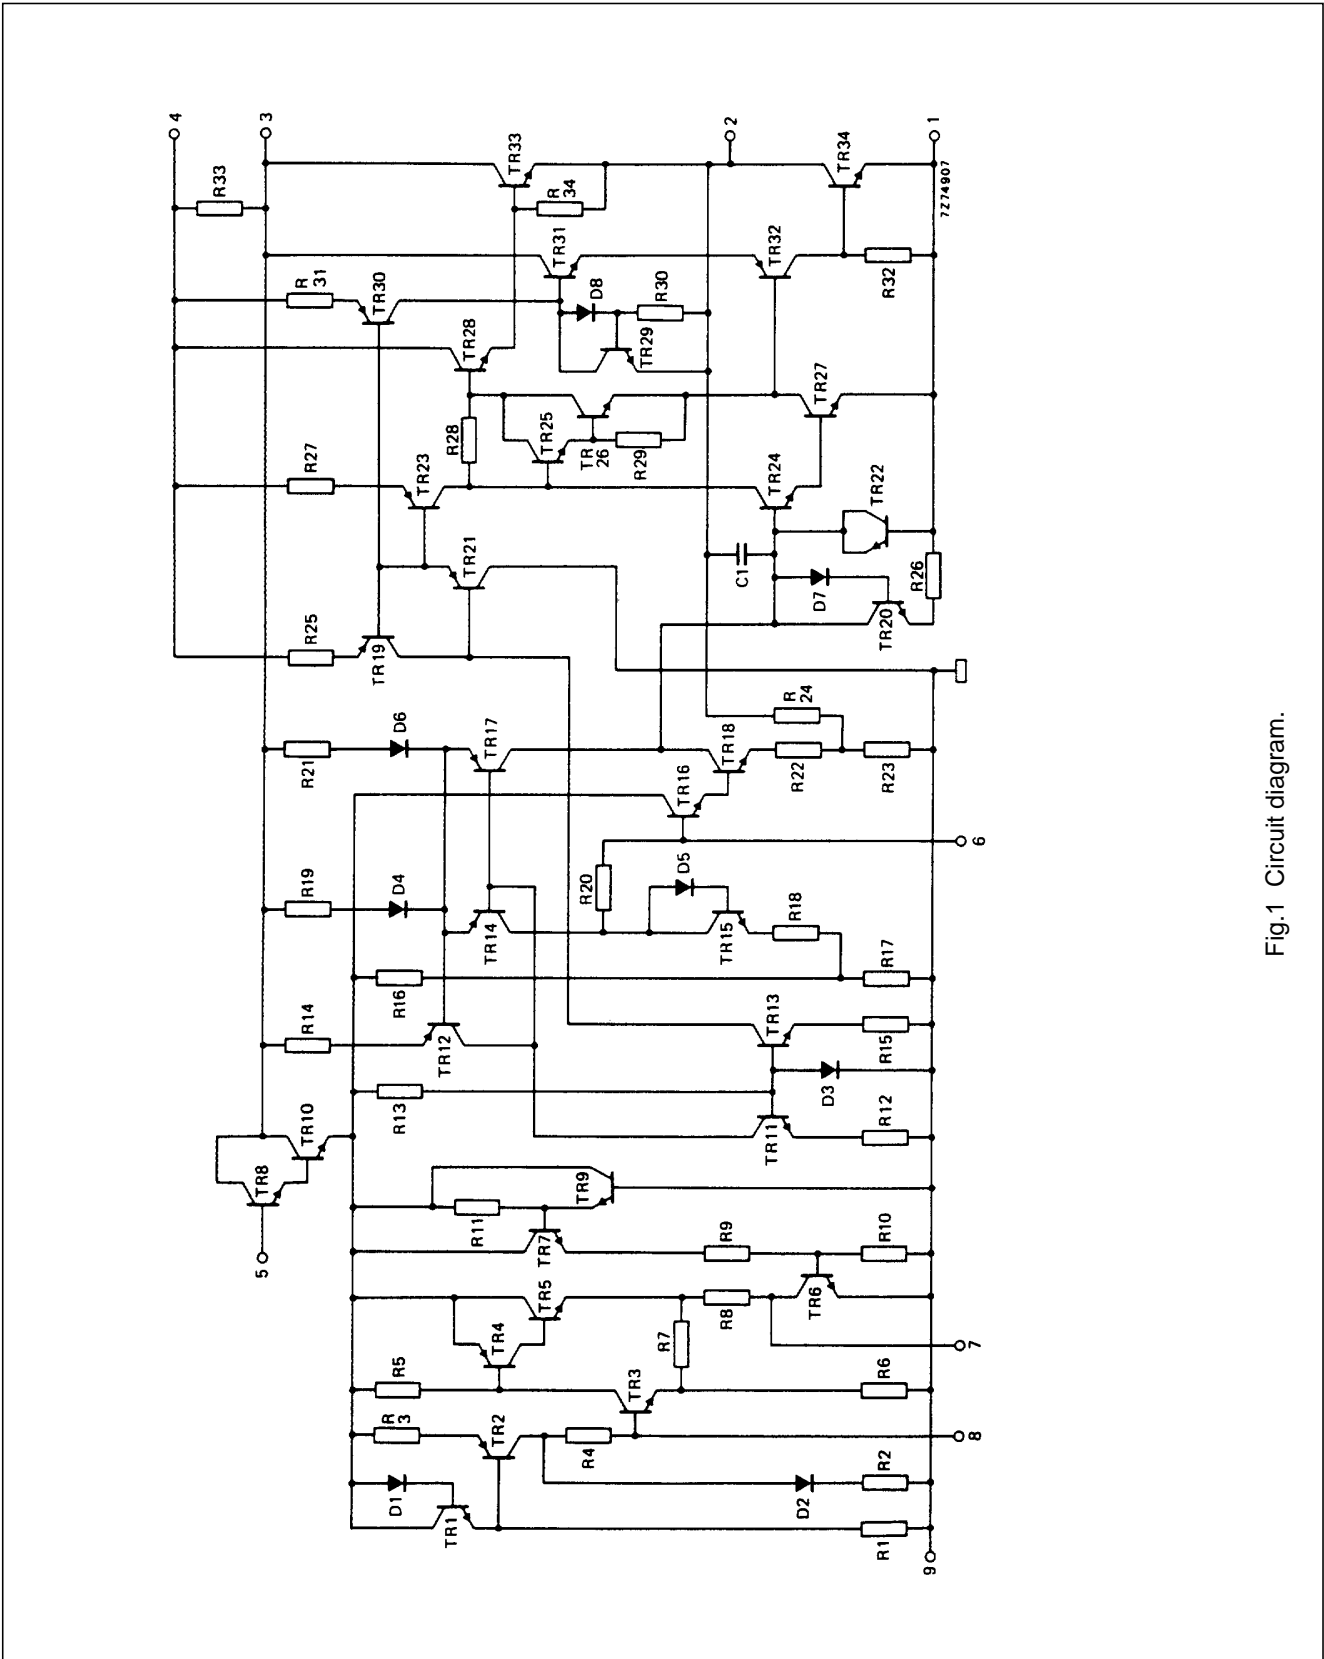 4
3
R33
TR33
R
34
2
TR34
1
7Z74907
R
31
TR30
TR31
D8
R30
TR32
R32
TR28
TR29
R27
R28
TR25
TR
26
R29
TR27
TR23
TR24
TR22
TR21
C1
D7
R26
TR20
R25
TR19
R
24
R21
D6
TR17
TR18
R22
R23
TR16
6
R19
D4
R20
D5
TR14
TR15
R18
R16
R17
R14
TR12
TR13
R15
D3
R13
TR11
R12
TR10
TR8
5
TR9
R11
TR7
R9
R10
TR5
R8
TR6
TR4
R7
7
R5
TR3
R6
R
3
TR2
R4
8
D1
D2
R2
TR1
R1
9
Fig.1 Circuit diagram.